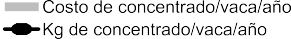 Costo de concentrado/vaca/año
Kg de concentrado/vaca/año